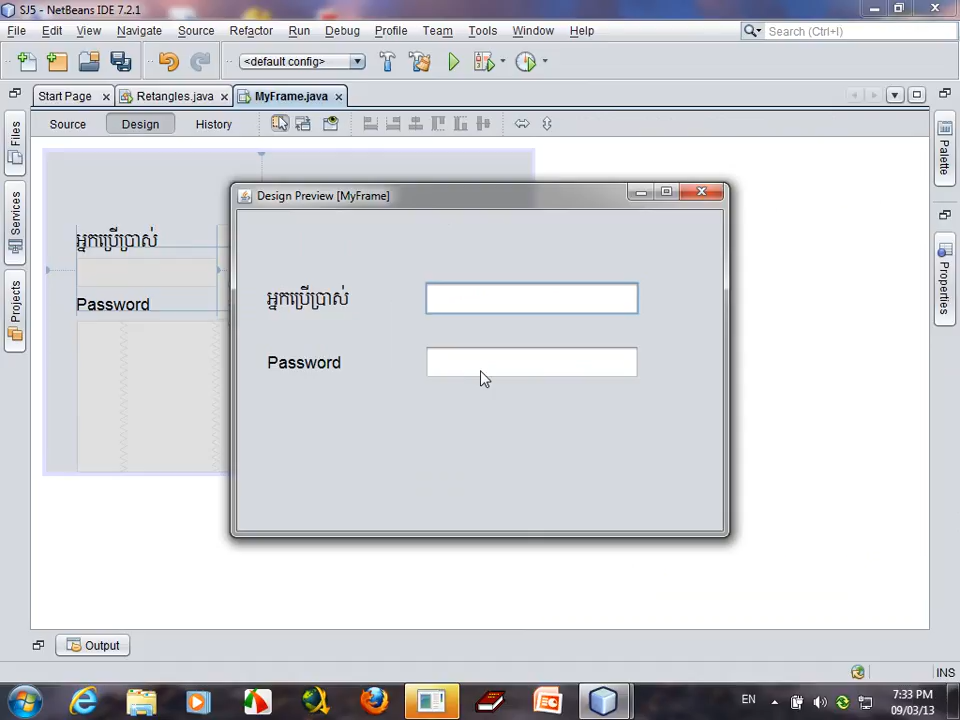 SJ5 - NetBeans IDE 7.2.1
File Edit View Navigate Source Refactor Run Debug Profile Team Tools Window Help
Search (Ctrl+I)
<default config>
Start Page Retangles.java MyFrame.java
Source Design History
Files
Services
Projects
Palette
Properties
អ្នកប្រើប្រាស់
Password
Design Preview [MyFrame]
អ្នកប្រើប្រាស់
Password
Output
INS
EN
7:33 PM
09/03/13